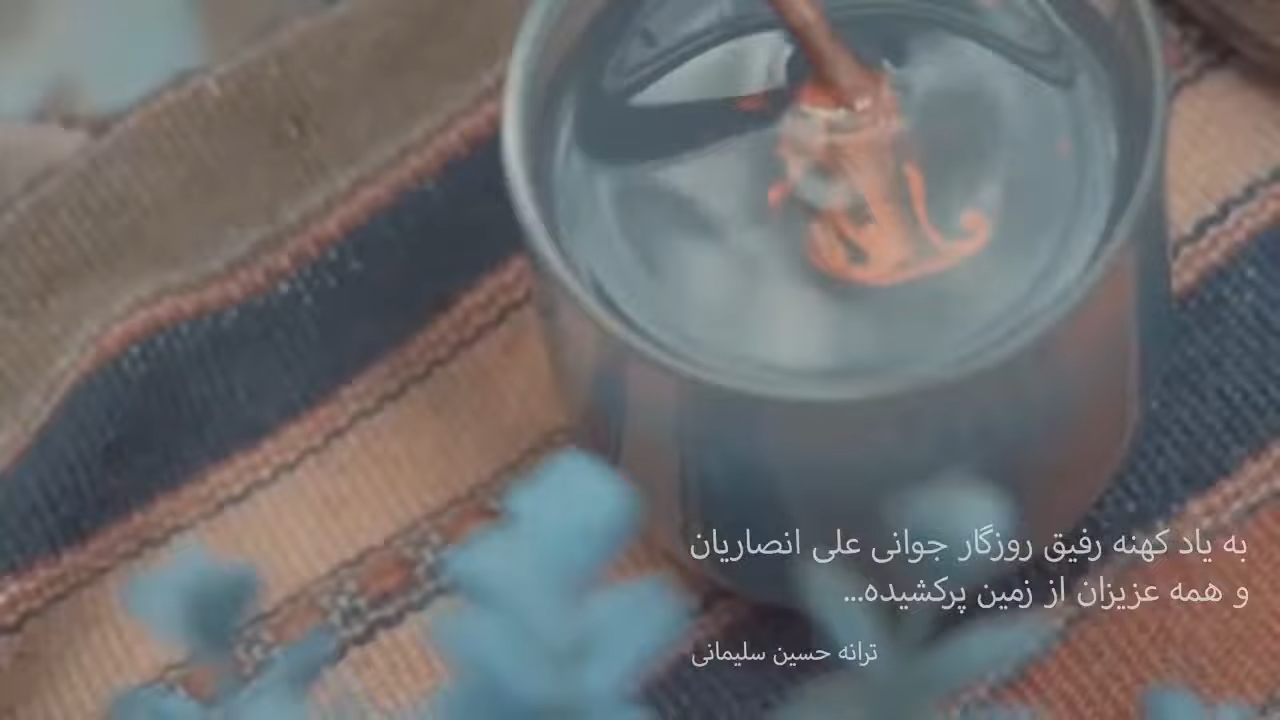 به یاد کهنه رفیق روزگار جوانی علی انصاریان
و همه عزیزان از زمین پرکشیده...
ترانه حسین سلیمانی